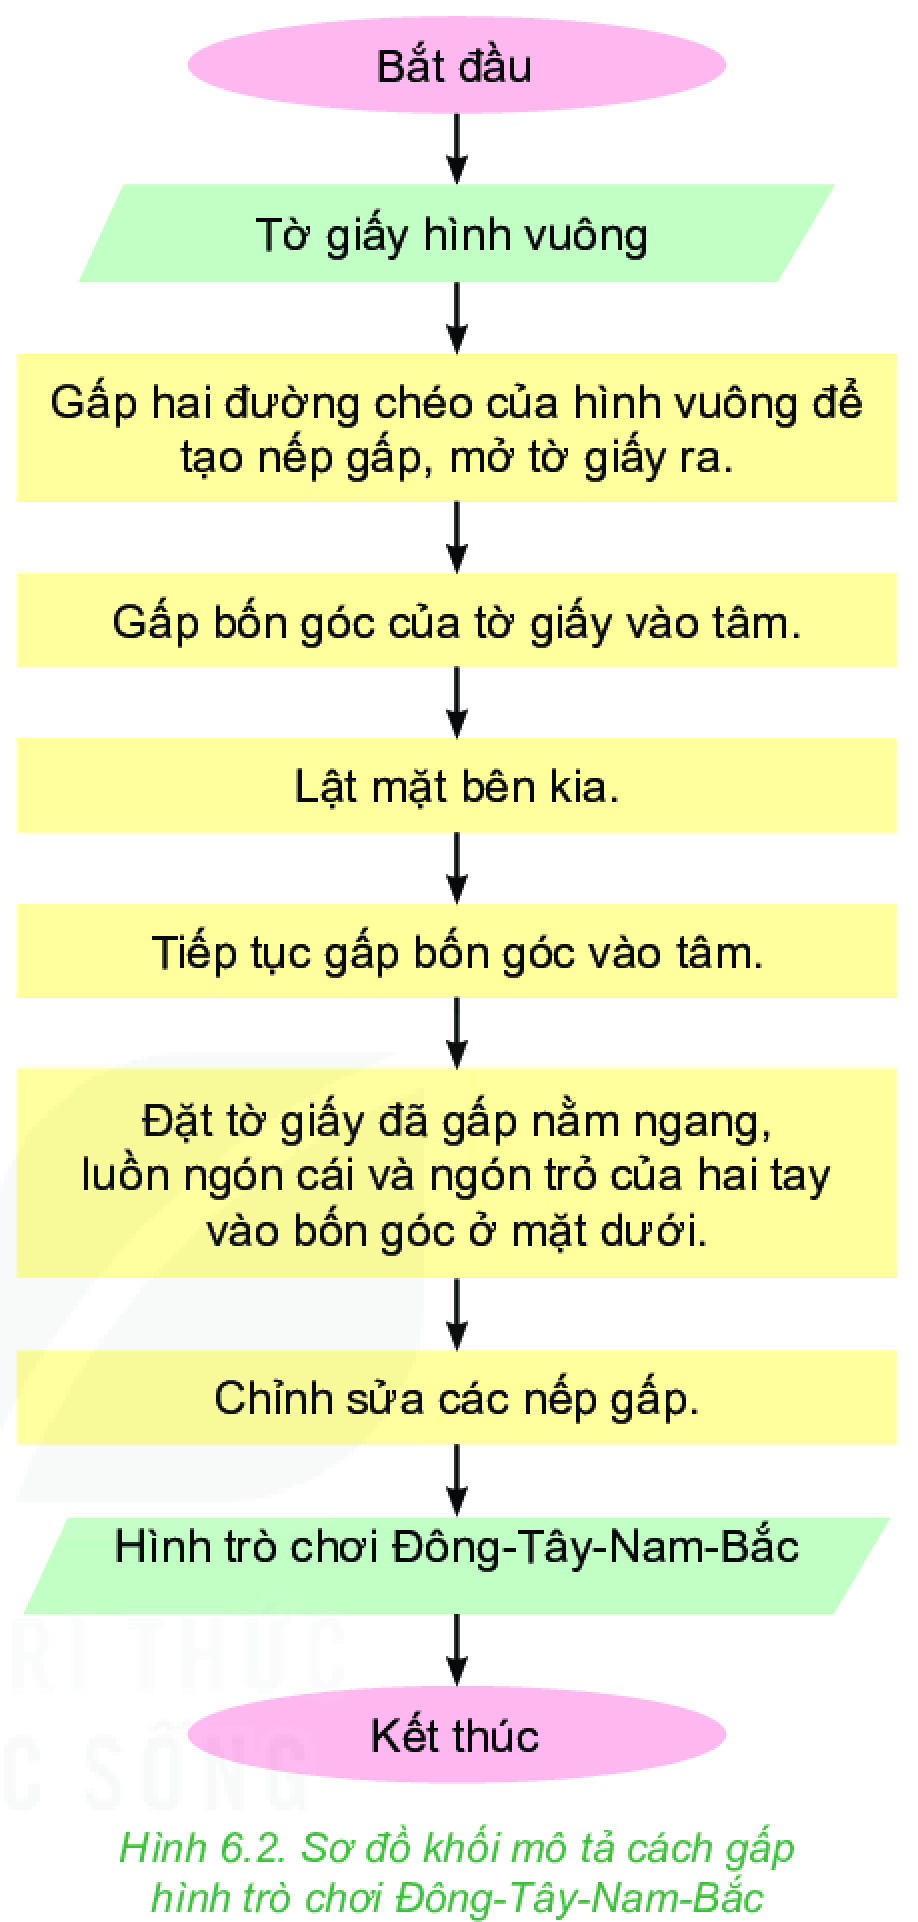 Bắt đầu
Tờ giấy hình vuông
Gấp hai đường chéo của hình vuông để
tạo nếp gấp, mở tờ giấy ra.
Gấp bốn góc của tờ giấy vào tâm.
Lật mặt bên kia.
Tiếp tục gấp bốn góc vào tâm.
Đặt tờ giấy đã gấp nằm ngang,
luồn ngón cái và ngón trỏ của hai tay
vào bốn góc ở mặt dưới.
Chỉnh sửa các nếp gấp.
Hình trò chơi Đông-Tây-Nam-Bắc
RI THỨC
Kết thúc
C SỐNG
Hình 6.2. Sơ đồ khối mô tả cách gấp
hình trò chơi Đông-Tây-Nam-Bắc